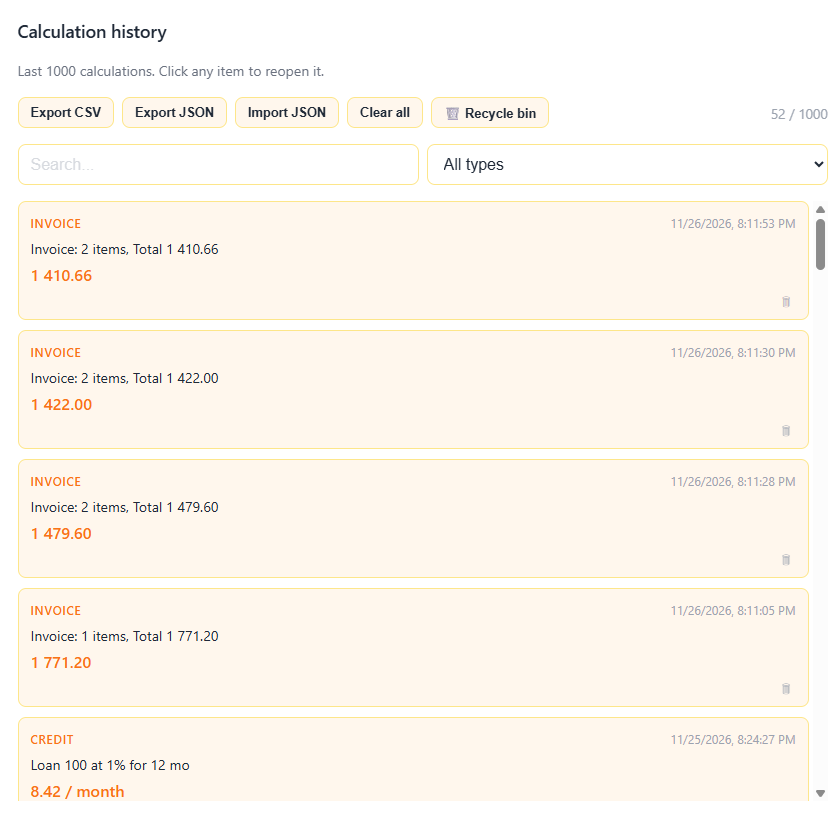 Calculation history
Last 1000 calculations. Click any item to reopen it.
Export CSV Export JSON Import JSON Clear all Recycle bin 52 / 1000
Search... All types
INVOICE 11/26/2026, 8:11:53 PM
Invoice: 2 items, Total 1 410.66
1 410.66
INVOICE 11/26/2026, 8:11:30 PM
Invoice: 2 items, Total 1 422.00
1 422.00
INVOICE 11/26/2026, 8:11:28 PM
Invoice: 2 items, Total 1 479.60
1 479.60
INVOICE 11/26/2026, 8:11:05 PM
Invoice: 1 items, Total 1 771.20
1 771.20
CREDIT 11/25/2026, 8:24:27 PM
Loan 100 at 1% for 12 mo
8.42 / month